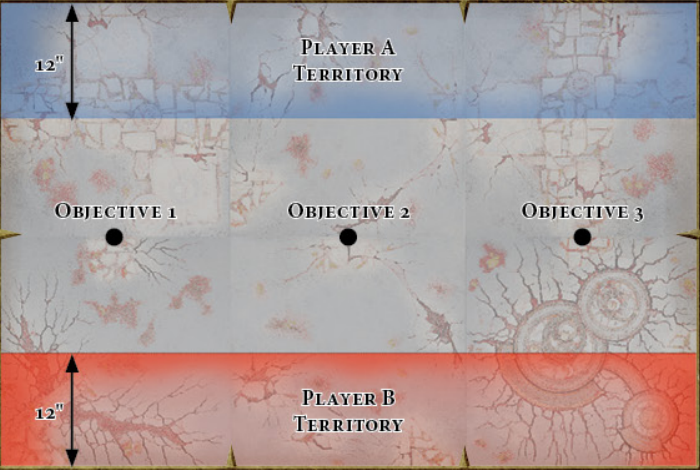 Player A
Territory
12"
Objective 1
Objective 2
Objective 3
Player B
Territory
12"